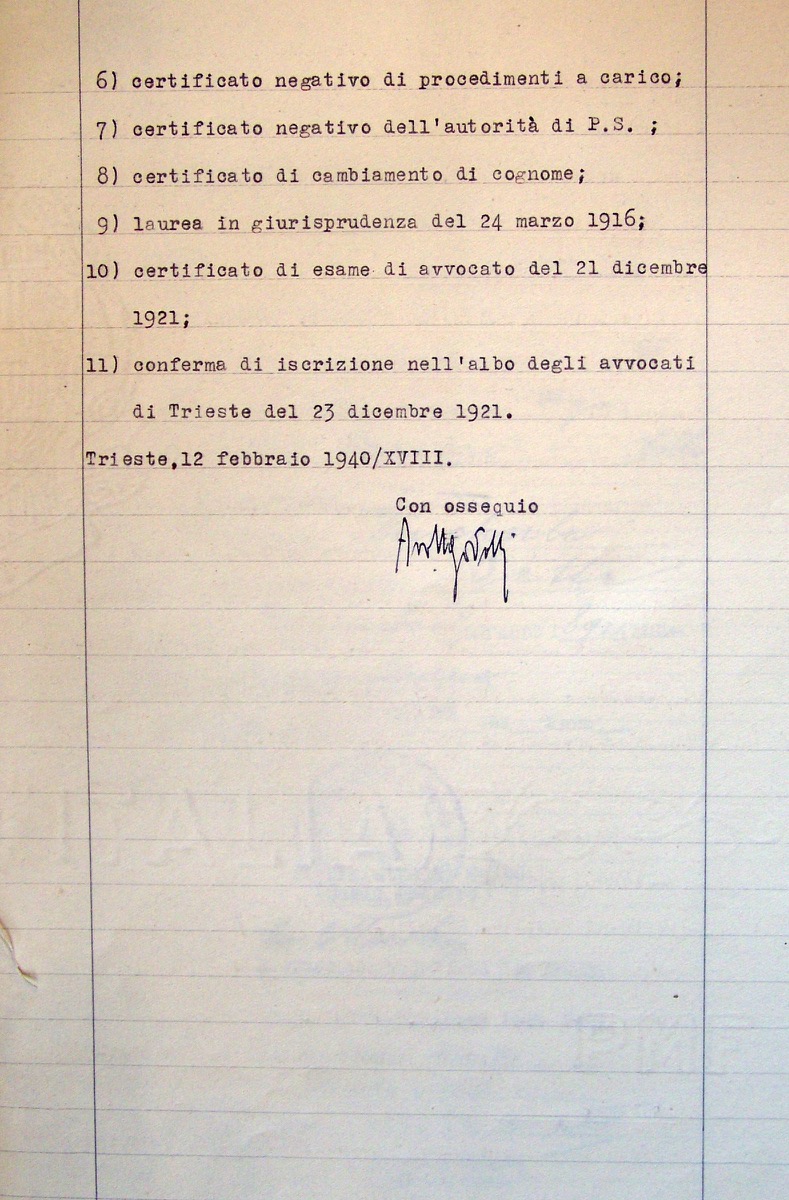 6) certificato negativo di procedimenti a carico;
7) certificato negativo dell'autorità di P.S. ;
8) certificato di cambiamento di cognome;
9) laurea in giurisprudenza del 24 marzo 1916;
10) certificato di esame di avvocato del 21 dicembre
1921;
11) conferma di iscrizione nell'albo degli avvocati
di Trieste del 23 dicembre 1921.
Trieste,12 febbraio 1940/XVIII.
Con ossequio